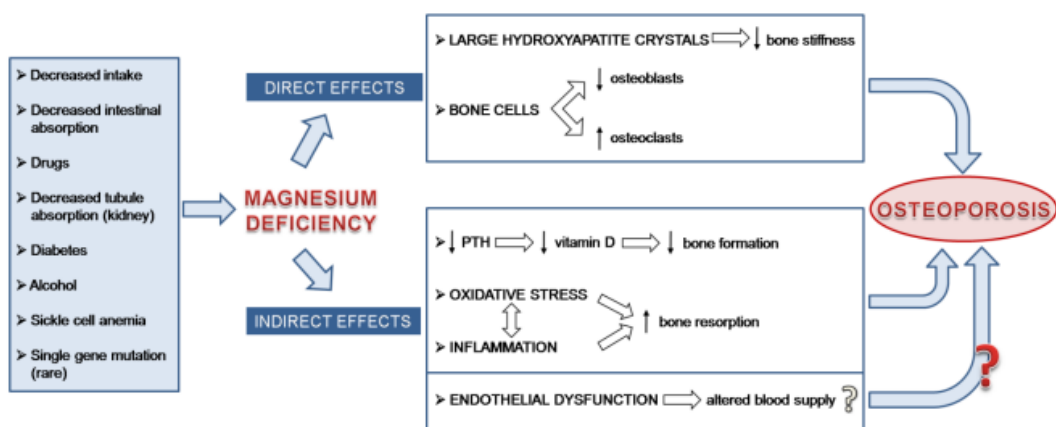 ➢ Decreased intake
➢ Decreased intestinal
absorption
➢ Drugs
➢ Decreased tubule
absorption (kidney)
➢ Diabetes
➢ Alcohol
➢ Sickle cell anemia
➢ Single gene mutation
(rare)
MAGNESIUM
DEFICIENCY
DIRECT EFFECTS
➢ LARGE HYDROXYAPATITE CRYSTALS ⇨ ↓ bone stiffness
↓ osteoblasts
➢ BONE CELLS
↑ osteoclasts
INDIRECT EFFECTS
➢ ↓ PTH ⇨ ↓ vitamin D ⇨ ↓ bone formation
➢ OXIDATIVE STRESS
↑ bone resorption
➢ INFLAMMATION
➢ ENDOTHELIAL DYSFUNCTION ⇨ altered blood supply ?
OSTEOPOROSIS
?